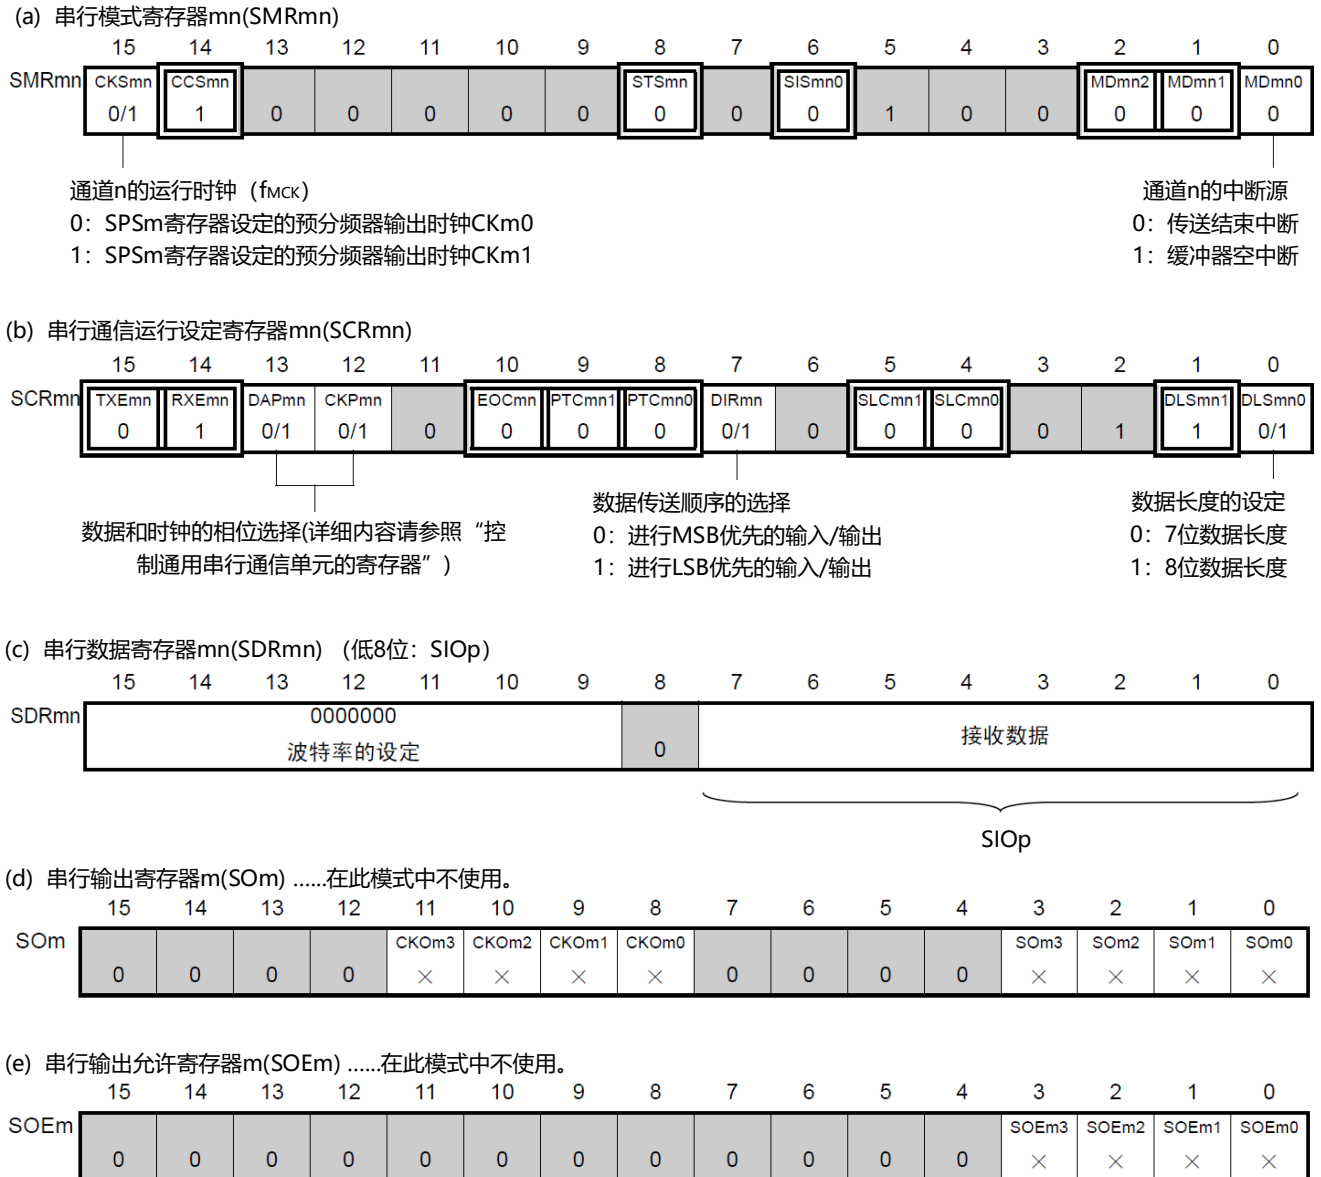 (a) 串行模式寄存器mn(SMRmn)
15 14 13 12 11 10 9 8 7 6 5 4 3 2 1 0
SMRmn CKSmn CCSmn STSmn SISmn0 MDmn2 MDmn1 MDmn0
0/1 1 0 0 0 0 0 0 0 0 1 0 0 0 0 0
通道n的运行时钟（fMCK）
0：SPSm寄存器设定的预分频器输出时钟CKm0
1：SPSm寄存器设定的预分频器输出时钟CKm1
通道n的中断源
0：传送结束中断
1：缓冲器空中断
(b) 串行通信运行设定寄存器mn(SCRmn)
15 14 13 12 11 10 9 8 7 6 5 4 3 2 1 0
SCRmn TXEmn RXEmn DAPmn CKPmn EOCmn PTCmn1 PTCmn0 DIRmn SLCmn1 SLCmn0 DLSmn1 DLSmn0
0 1 0/1 0/1 0 0 0 0 0/1 0 0 0 0 1 1 0/1
数据和时钟的相位选择(详细内容请参照“控
制通用串行通信单元的寄存器”)
数据传送顺序的选择
0：进行MSB优先的输入/输出
1：进行LSB优先的输入/输出
数据长度的设定
0：7位数据长度
1：8位数据长度
(c) 串行数据寄存器mn(SDRmn) （低8位：SIOp）
15 14 13 12 11 10 9 8 7 6 5 4 3 2 1 0
SDRmn 0000000
波特率的设定 0 接收数据
SIOp
(d) 串行输出寄存器m(SOm) ......在此模式中不使用。
15 14 13 12 11 10 9 8 7 6 5 4 3 2 1 0
SOm CKOm3 CKOm2 CKOm1 CKOm0 SOm3 SOm2 SOm1 SOm0
0 0 0 0 × × × × 0 0 0 0 × × × ×
(e) 串行输出允许寄存器m(SOEm) ......在此模式中不使用。
15 14 13 12 11 10 9 8 7 6 5 4 3 2 1 0
SOEm SOEm3 SOEm2 SOEm1 SOEm0
0 0 0 0 0 0 0 0 0 0 0 0 × × × ×